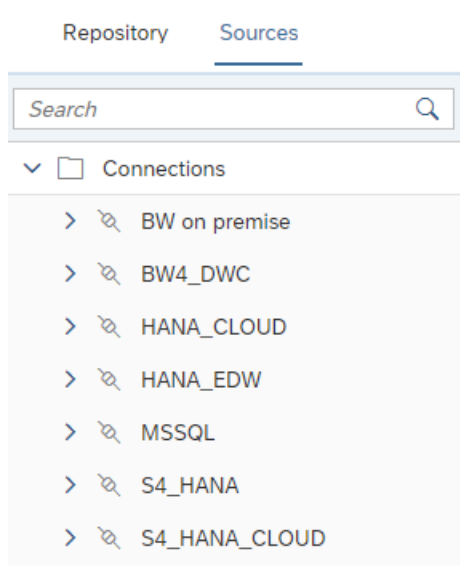 Repository Sources
Search
Connections
BW on premise
BW4_DWC
HANA_CLOUD
HANA_EDW
MSSQL
S4_HANA
S4_HANA_CLOUD